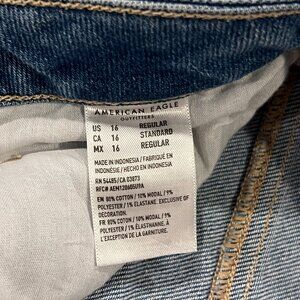 AMERICAN EAGLE
OUTFITTERS
US 16 REGULAR
CA 16 STANDARD
MX 16 REGULAR
MADE IN INDONESIA / FABRIQUÉ EN
INDONÉSIE / HECHO EN INDONESIA
RN 54485/CA 03873
EN 80% COTTON / 10% MODAL / 9%
POLYESTER / 1% ELASTANE. EXCLUSIVE OF
DECORATION.
FR 80% COTON / 10% MODAL / 9%
POLYESTER / 1% ÉLASTHANNE. À
L'EXCEPTION DE LA GARNITURE.